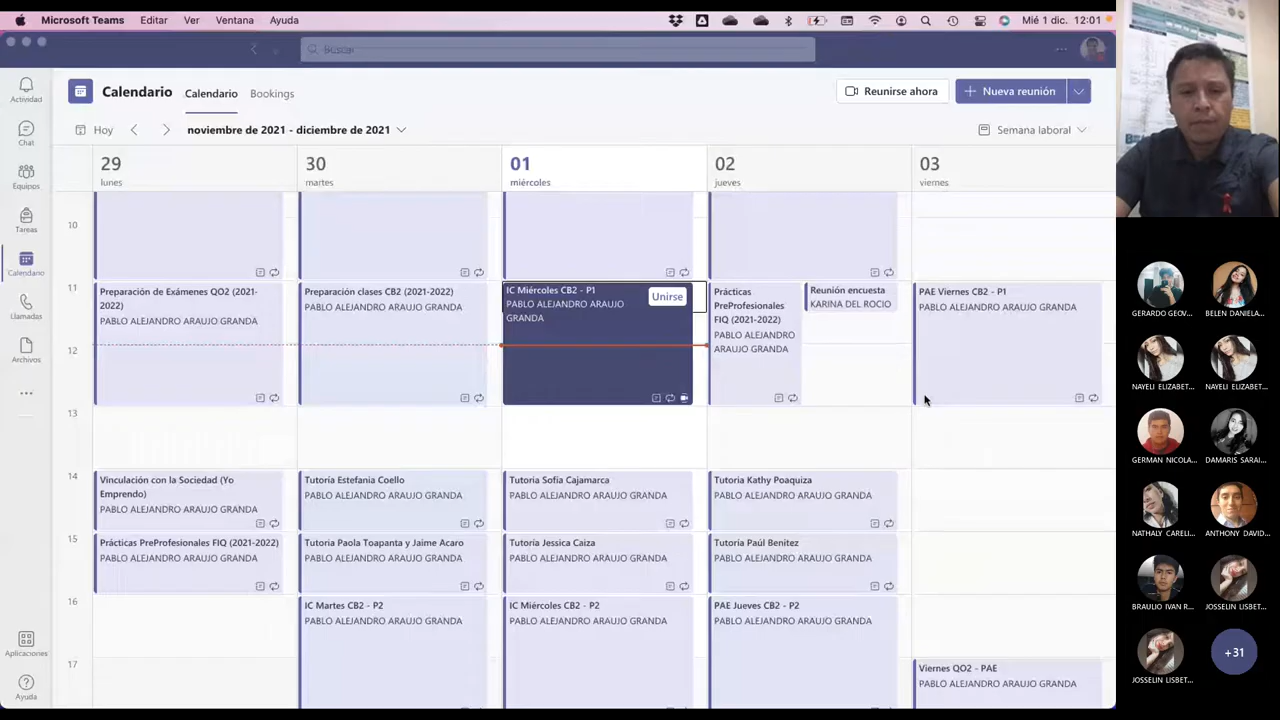 Microsoft Teams Editar Ver Ventana Ayuda Mié 1 dic. 12:01
Buscar
Actividad
Chat
Equipos
Tareas
Calendario
Llamadas
Archivos
Aplicaciones
Ayuda
Calendario Calendario Bookings Reunirse ahora Nueva reunión
Hoy noviembre de 2021 - diciembre de 2021 Semana laboral
29 30 01 02 03
lunes martes miércoles jueves viernes
10
11
12
13
14
15
16
17
Preparación de Exámenes QO2 (2021-
2022)
PABLO ALEJANDRO ARAUJO GRANDA
Vinculación con la Sociedad (Yo
Emprendo)
PABLO ALEJANDRO ARAUJO GRANDA
Prácticas PreProfesionales FIQ (2021-2022)
PABLO ALEJANDRO ARAUJO GRANDA
Preparación clases CB2 (2021-2022)
PABLO ALEJANDRO ARAUJO GRANDA
Tutoría Estefania Coello
PABLO ALEJANDRO ARAUJO GRANDA
Tutoria Paola Toapanta y Jaime Acaro
PABLO ALEJANDRO ARAUJO GRANDA
IC Martes CB2 - P2
PABLO ALEJANDRO ARAUJO GRANDA
IC Miércoles CB2 - P1
PABLO ALEJANDRO ARAUJO
GRANDA
Unirse
Tutoria Sofía Cajamarca
PABLO ALEJANDRO ARAUJO GRANDA
Tutoría Jessica Caiza
PABLO ALEJANDRO ARAUJO GRANDA
IC Miércoles CB2 - P2
PABLO ALEJANDRO ARAUJO GRANDA
Prácticas
PreProfesionales
FIQ (2021-2022)
PABLO ALEJANDRO
ARAUJO GRANDA
Reunión encuesta
KARINA DEL ROCIO
Tutoria Kathy Poaquiza
PABLO ALEJANDRO ARAUJO GRANDA
Tutoria Paúl Benitez
PABLO ALEJANDRO ARAUJO GRANDA
PAE Jueves CB2 - P2
PABLO ALEJANDRO ARAUJO GRANDA
PAE Viernes CB2 - P1
PABLO ALEJANDRO ARAUJO GRANDA
Viernes QO2 - PAE
PABLO ALEJANDRO ARAUJO GRANDA
GERARDO GEOV... BELEN DANIELA...
NAYELI ELIZABET... NAYELI ELIZABET...
GERMAN NICOLA... DAMARIS SARAI...
NATHALY CARELI... ANTHONY DAVID...
BRAULIO IVAN R... JOSSELIN LISBET...
JOSSELIN LISBET... +31